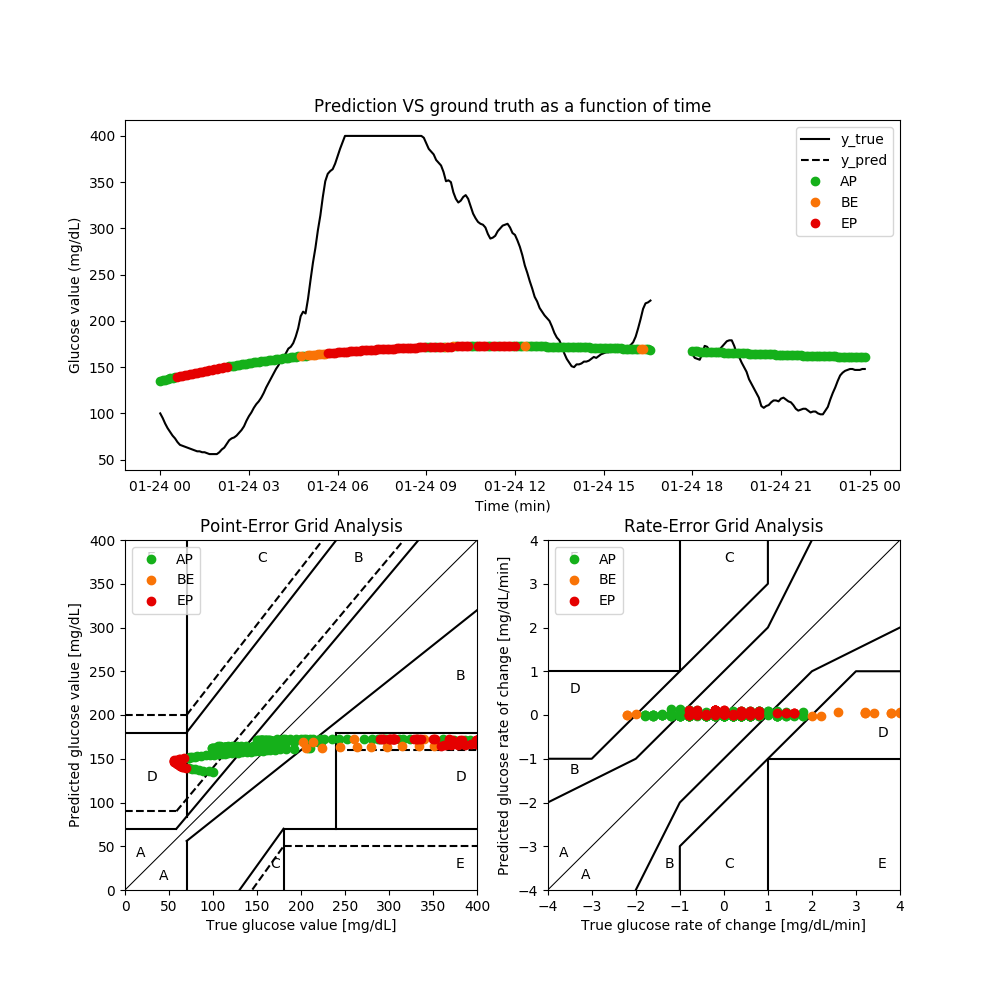 Prediction VS ground truth as a function of time
Glucose value (mg/dL)
400
350
300
250
200
150
100
50
y_true
y_pred
AP
BE
EP
01-24 00 01-24 03 01-24 06 01-24 09 01-24 12 01-24 15 01-24 18 01-24 21 01-25 00
Time (min)
Point-Error Grid Analysis
Predicted glucose value [mg/dL]
400
350
300
250
200
150
100
50
0
AP
BE
EP
C
B
B
D
D
A
A
C
E
0 50 100 150 200 250 300 350 400
True glucose value [mg/dL]
Rate-Error Grid Analysis
Predicted glucose rate of change [mg/dL/min]
4
3
2
1
0
−1
−2
−3
−4
AP
BE
EP
C
D
D
B
A
A
B
C
E
−4 −3 −2 −1 0 1 2 3 4
True glucose rate of change [mg/dL/min]